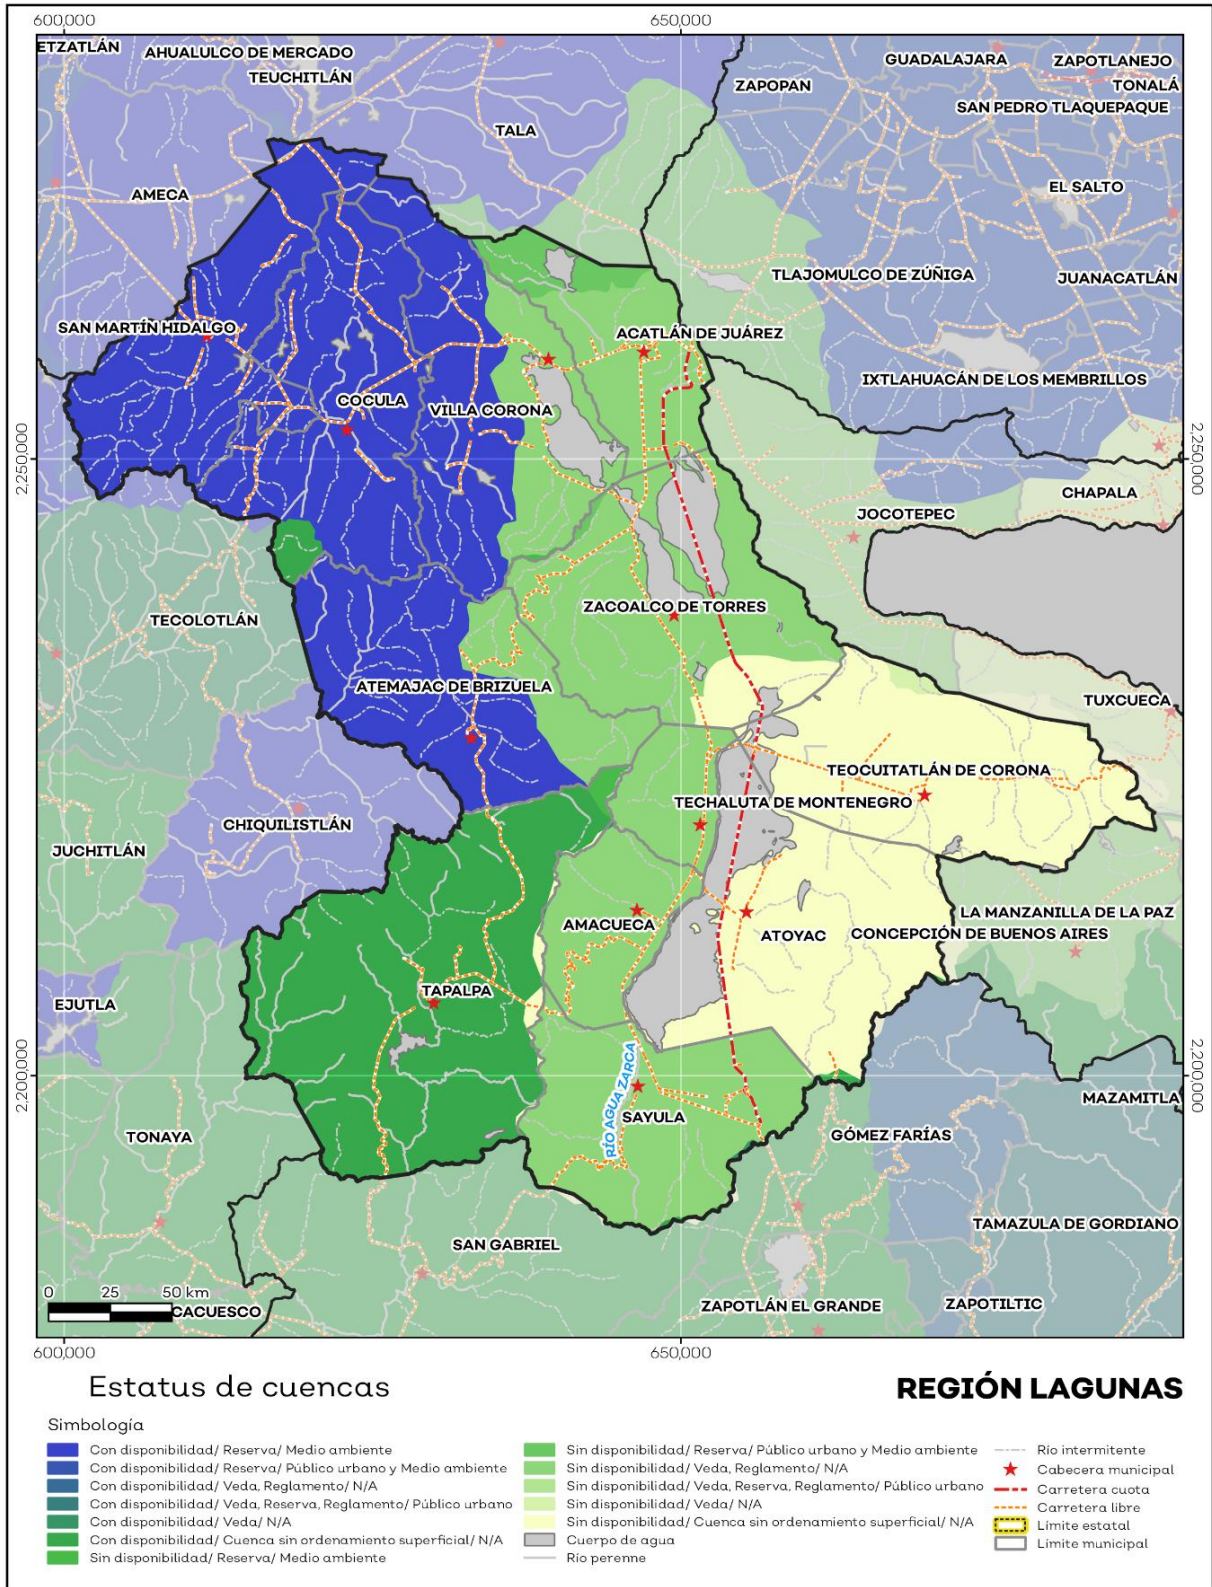 600,000
650,000
ETZATLÁN
AHUALULCO DE MERCADO
TEUCHITLÁN
GUADALAJARA
ZAPOTLANEJO
ZAPOPAN
TONALÁ
SAN PEDRO TLAQUEPAQUE
TALA
AMECA
EL SALTO
TLAJOMULCO DE ZÚÑIGA
JUANACATLÁN
SAN MARTÍN HIDALGO
ACATLÁN DE JUÁREZ
IXTLAHUACÁN DE LOS MEMBRILLOS
COCULA
VILLA CORONA
2,250,000
2,250,000
CHAPALA
JOCOTEPEC
ZACOALCO DE TORRES
TECOLOTLÁN
ATEMAJAC DE BRIZUELA
TUXCUECA
TEOCUITATLÁN DE CORONA
TECHALUTA DE MONTENEGRO
CHIQUILISTLÁN
JUCHITLÁN
LA MANZANILLA DE LA PAZ
AMACUECA
ATOYAC
CONCEPCIÓN DE BUENOS AIRES
TAPALPA
EJUTLA
2,200,000
2,200,000
RÍO AGUA ZARCA
MAZAMITLA
SAYULA
TONAYA
GÓMEZ FARÍAS
TAMAZULA DE GORDIANO
SAN GABRIEL
0 25 50 km
CACUESCO
ZAPOTLÁN EL GRANDE
ZAPOTILTIC
600,000
650,000
Estatus de cuencas
REGIÓN LAGUNAS
Simbología
Con disponibilidad/ Reserva/ Medio ambiente
Con disponibilidad/ Reserva/ Público urbano y Medio ambiente
Con disponibilidad/ Veda, Reglamento/ N/A
Con disponibilidad/ Veda, Reserva, Reglamento/ Público urbano
Con disponibilidad/ Veda/ N/A
Con disponibilidad/ Cuenca sin ordenamiento superficial/ N/A
Sin disponibilidad/ Reserva/ Medio ambiente
Sin disponibilidad/ Reserva/ Público urbano y Medio ambiente
Sin disponibilidad/ Veda, Reglamento/ N/A
Sin disponibilidad/ Veda, Reserva, Reglamento/ Público urbano
Sin disponibilidad/ Veda/ N/A
Sin disponibilidad/ Cuenca sin ordenamiento superficial/ N/A
Cuerpo de agua
Río perenne
Río intermitente
Cabecera municipal
Carretera cuota
Carretera libre
Límite estatal
Límite municipal